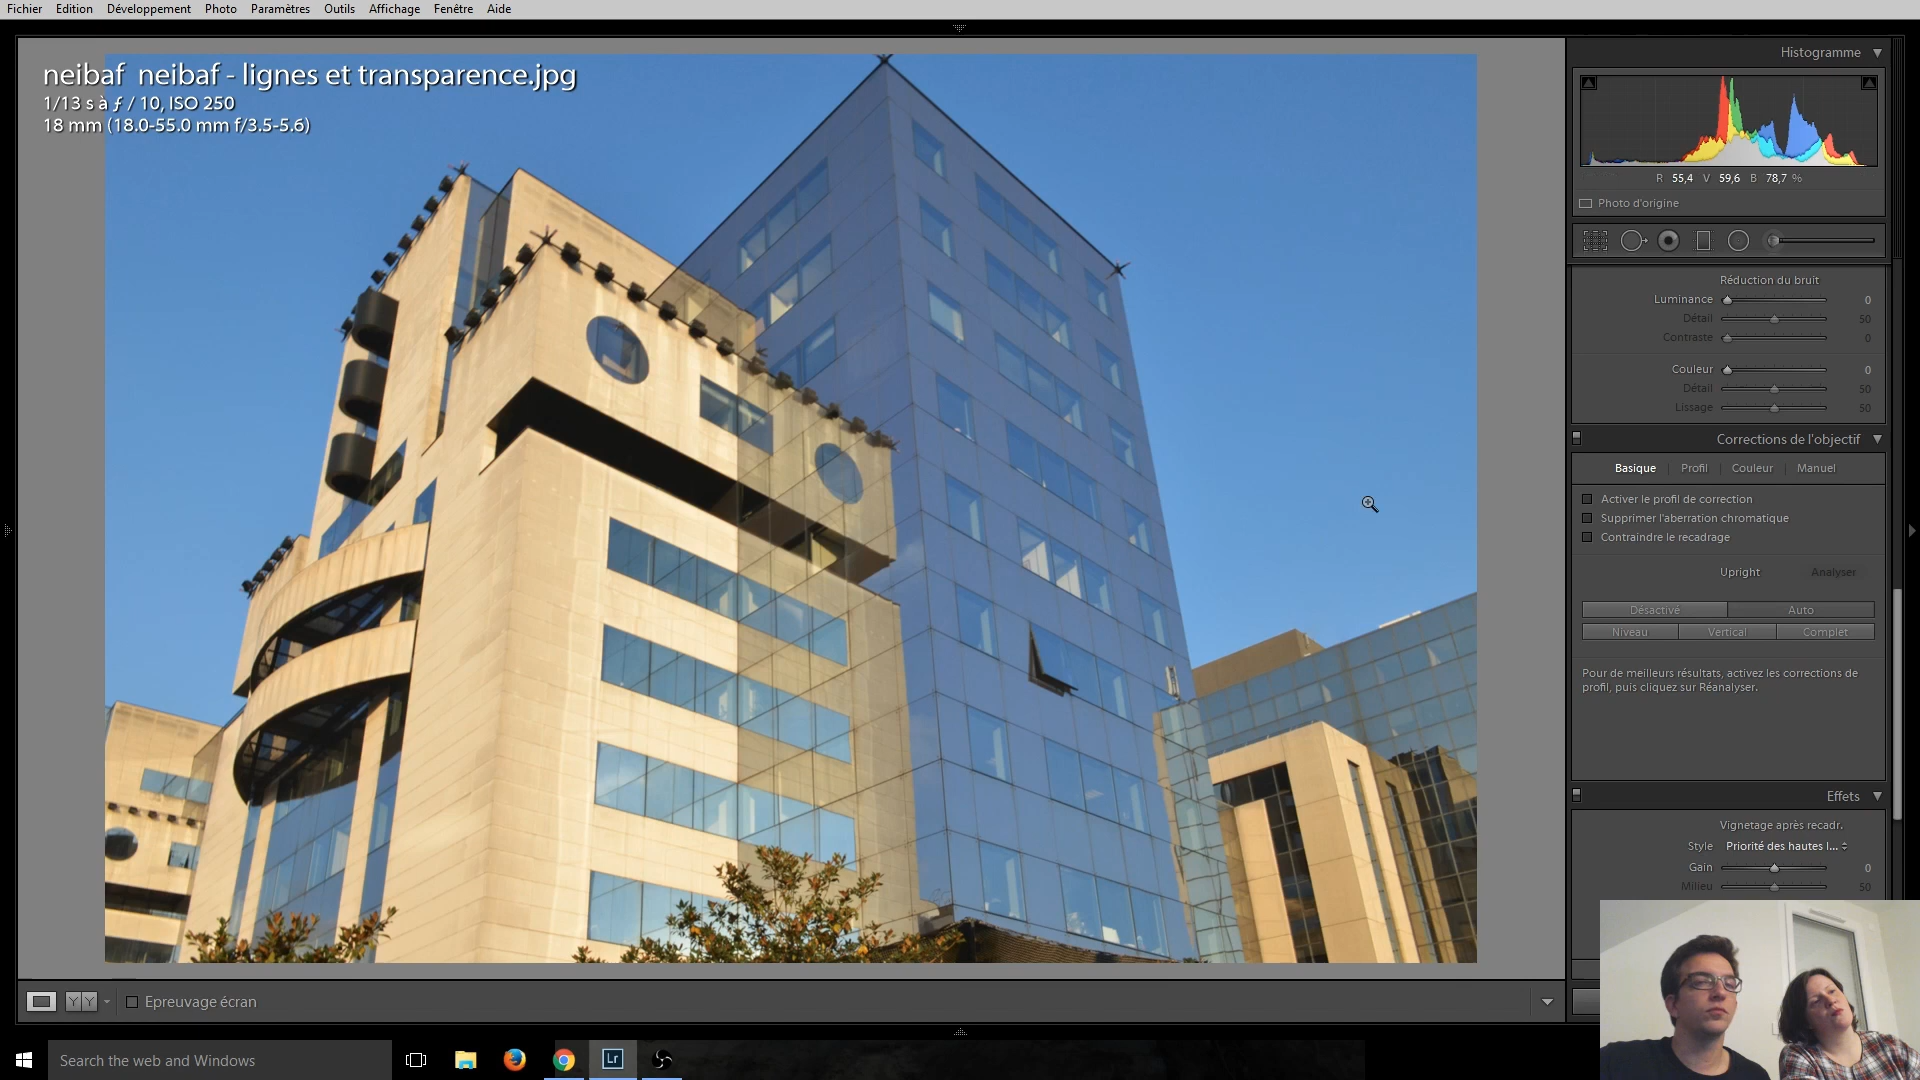 Fichier Edition Développement Photo Paramètres Outils Affichage Fenêtre Aide
neibaf neibaf - lignes et transparence.jpg
1/13 s à ƒ / 10, ISO 250
18 mm (18.0-55.0 mm f/3.5-5.6)
Histogramme
R 55,4 V 59,6 B 78,7 %
Photo d'origine
Réduction du bruit
Luminance 0
Détail 50
Contraste 0
Couleur 0
Détail 50
Lissage 50
Corrections de l'objectif
Basique Profil Couleur Manuel
Activer le profil de correction
Supprimer l'aberration chromatique
Contraindre le recadrage
Upright Analyser
Désactivé Auto
Niveau Vertical Complet
Pour de meilleurs résultats, activez les corrections de
profil, puis cliquez sur Réanalyser.
Effets
Vignetage après recadr.
Style Priorité des hautes l...
Gain 0
Milieu 50
YY Epreuvage écran
Search the web and Windows
Lr